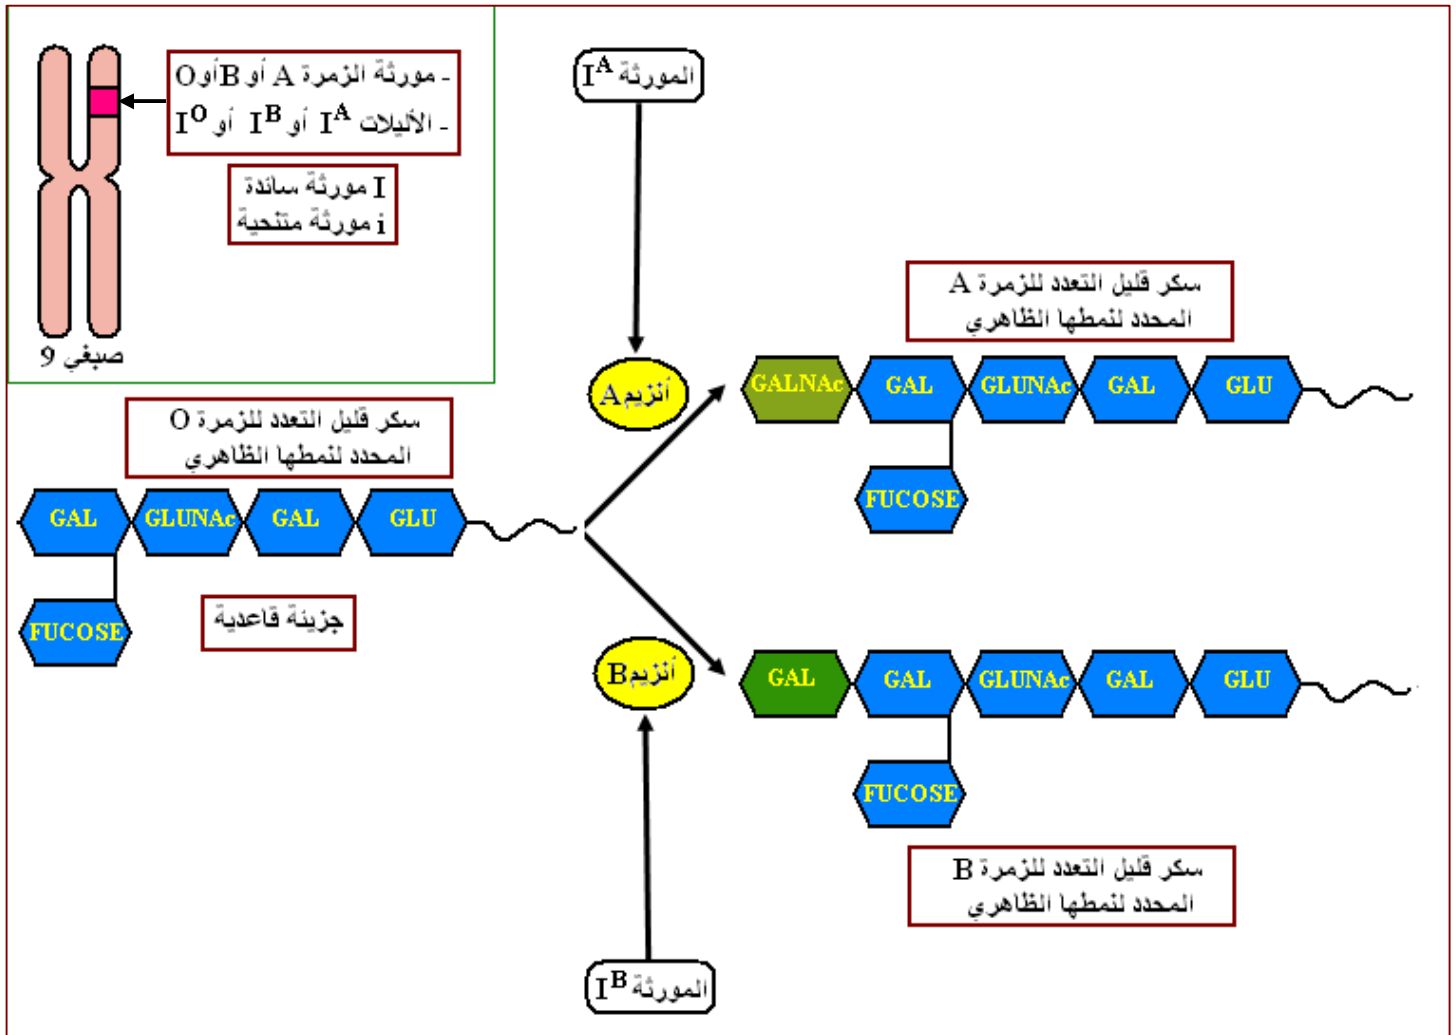 - مورثة الزمرة A أو B أو O
- الأليلات Iᴬ أو Iᴮ أو Iᴼ
I مورثة سائدة
i مورثة متنحية
صبغي 9
المورثة Iᴬ
سكر قليل التعدد للزمرة A
المحدد لنمطها الظاهري
أنزيم A
GALNAc GAL GLUNAc GAL GLU
FUCOSE
سكر قليل التعدد للزمرة O
المحدد لنمطها الظاهري
GAL GLUNAc GAL GLU
FUCOSE
جزيئة قاعدية
أنزيم B
GAL GAL GLUNAc GAL GLU
FUCOSE
سكر قليل التعدد للزمرة B
المحدد لنمطها الظاهري
المورثة Iᴮ